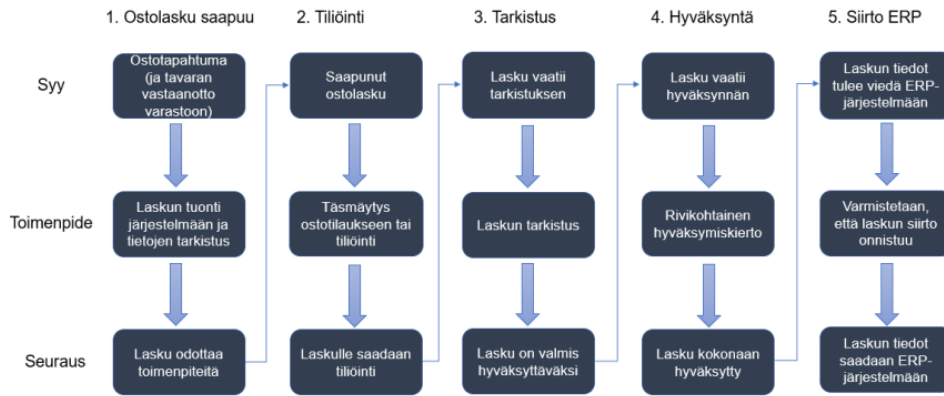 1. Ostolasku saapuu
2. Tiliöinti
3. Tarkistus
4. Hyväksyntä
5. Siirto ERP
Syy
Ostotapahtuma
(ja tavaran
vastaanotto
varastoon)
Saapunut
ostolasku
Lasku vaatii
tarkistuksen
Lasku vaatii
hyväksynnän
Laskun tiedot
tulee viedä ERP-
järjestelmään
Toimenpide
Laskun tuonti
järjestelmään ja
tietojen tarkistus
Täsmäytys
ostotilaukseen tai
tiliöinti
Laskun tarkistus
Rivikohtainen
hyväksymiskierto
Varmistetaan,
että laskun siirto
onnistuu
Seuraus
Lasku odottaa
toimenpiteitä
Laskulle saadaan
tiliöinti
Lasku on valmis
hyväksyttäväksi
Lasku kokonaan
hyväksytty
Laskun tiedot
saadaan ERP-
järjestelmään